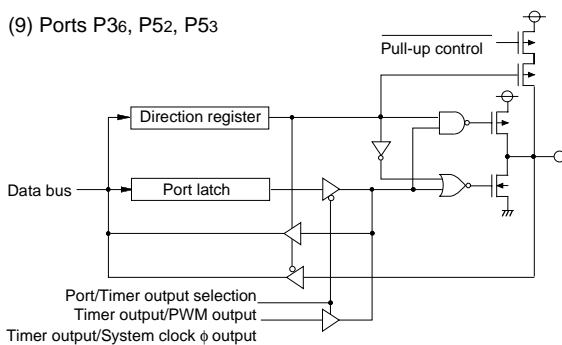 (9) Ports P36, P52, P53
Pull-up control
Direction register
Data bus
Port latch
Port/Timer output selection
Timer output/PWM output
Timer output/System clock ϕ output